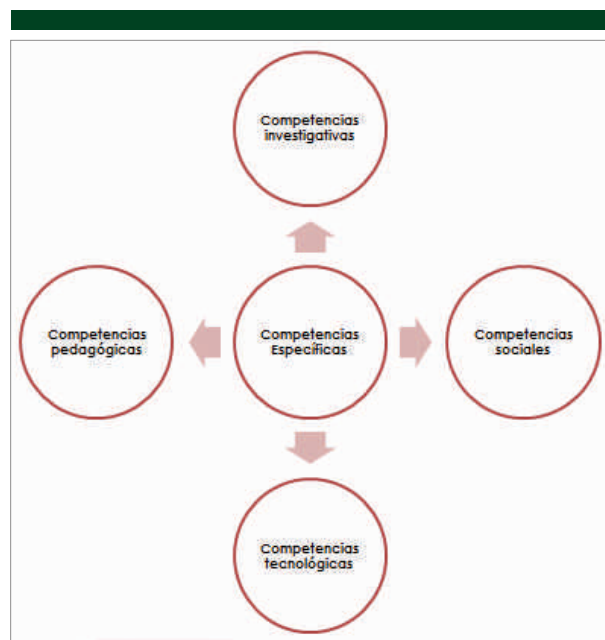 Competencias
investigativas
Competencias
pedagógicas
Competencias
Específicas
Competencias
sociales
Competencias
tecnológicas